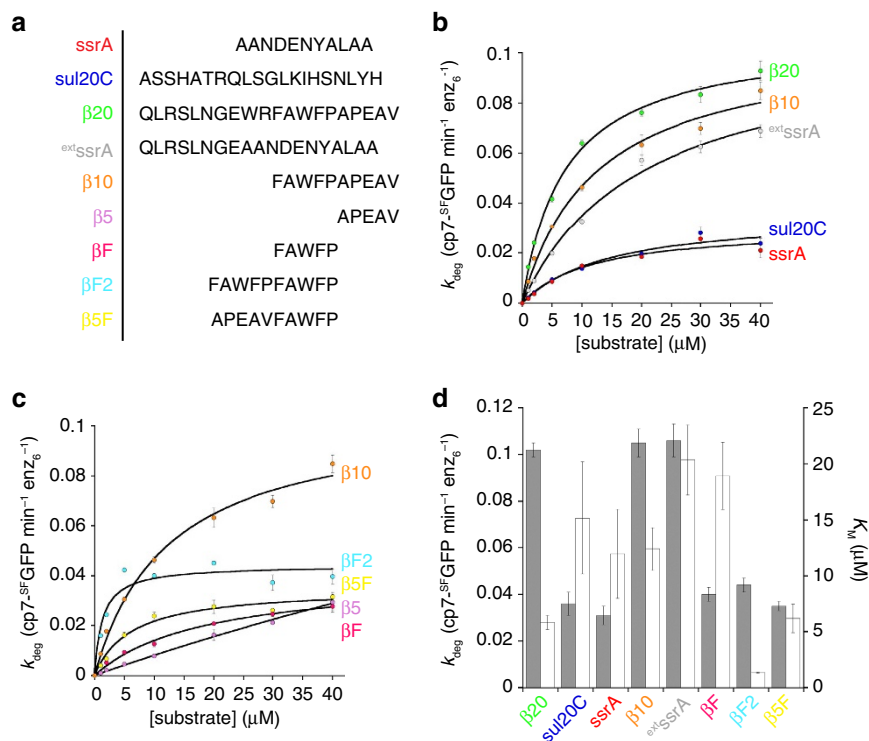 a
ssrA AANDENYALAA
sul20C ASSHATRQLSGLKIHSNLYH
β20 QLRSLNGEWRFAWFPAPEAV
extssrA QLRSLNGEAANDENYALAA
β10 FAWFPAPEAV
β5 APEAV
βF FAWFP
βF2 FAWFPFAWFP
β5F APEAVFAWFP
b
kdeg (cp7-SFGFP min-1 enz6-1)
0.1
0.08
0.06
0.04
0.02
0
β20
β10
extssrA
sul20C
ssrA
0 5 10 15 20 25 30 35 40
[substrate] (μM)
c
kdeg (cp7-SFGFP min−1 enz6−1)
0.1
0.08
0.06
0.04
0.02
0
β10
βF2
β5F
β5
βF
0 5 10 15 20 25 30 35 40
[substrate] (μM)
d
kdeg (cp7-SFGFP min−1 enz6−1)
0.12
0.1
0.08
0.06
0.04
0.02
0
25
20
15
10
5
0
KM (μM)
β20 sul20C ssrA β10 extssrA βF βF2 β5F